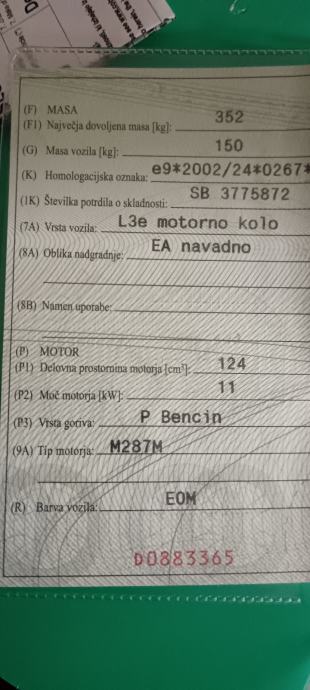 (F) MASA
(F1) Največja dovoljena masa [kg]: 352
(G) Masa vozila [kg]: 150
(K) Homologacijska oznaka: e9*2002/24*0267*
(1K) Številka potrdila o skladnosti: SB 3775872
(7A) Vrsta vozila: L3e motorno kolo
(8A) Oblika nadgradnje: EA navadno
(8B) Namen uporabe:
(P) MOTOR
(P1) Delovna prostornina motorja [cm³]: 124
(P2) Moč motorja [kW]: 11
(P3) Vrsta goriva: P Bencin
(9A) Tip motorja: M287M
(R) Barva vozila: EOM
D0883365